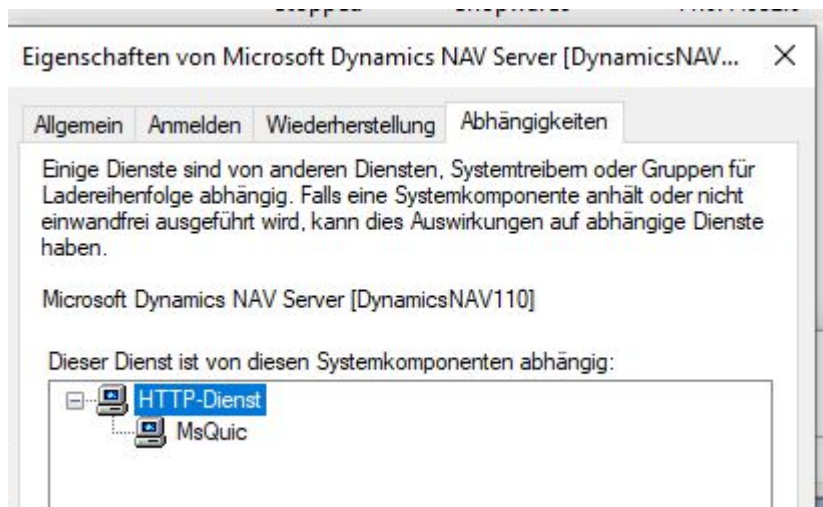 Eigenschaften von Microsoft Dynamics NAV Server [DynamicsNAV...
Allgemein Anmelden Wiederherstellung Abhängigkeiten
Einige Dienste sind von anderen Diensten, Systemtreibern oder Gruppen für
Ladereihenfolge abhängig. Falls eine Systemkomponente anhält oder nicht
einwandfrei ausgeführt wird, kann dies Auswirkungen auf abhängige Dienste
haben.
Microsoft Dynamics NAV Server [DynamicsNAV110]
Dieser Dienst ist von diesen Systemkomponenten abhängig:
HTTP-Dienst
MsQuic